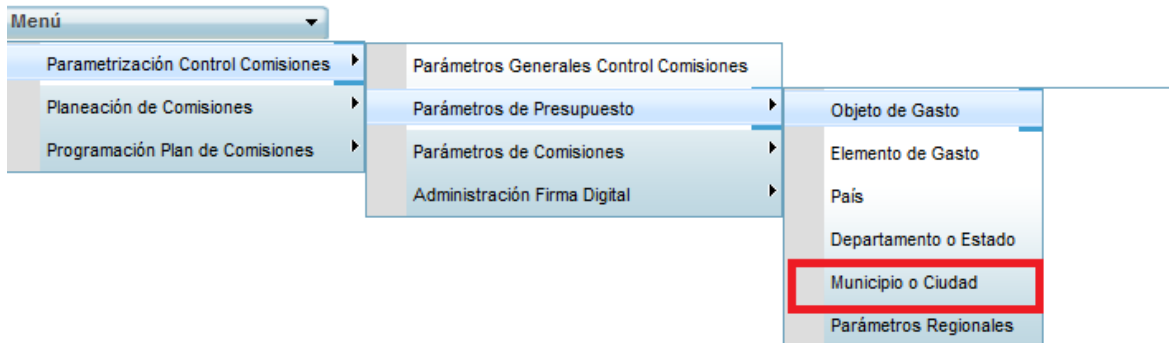 Menú
Parametrización Control Comisiones
Planeación de Comisiones
Programación Plan de Comisiones
Parámetros Generales Control Comisiones
Parámetros de Presupuesto
Parámetros de Comisiones
Administración Firma Digital
Objeto de Gasto
Elemento de Gasto
País
Departamento o Estado
Municipio o Ciudad
Parámetros Regionales